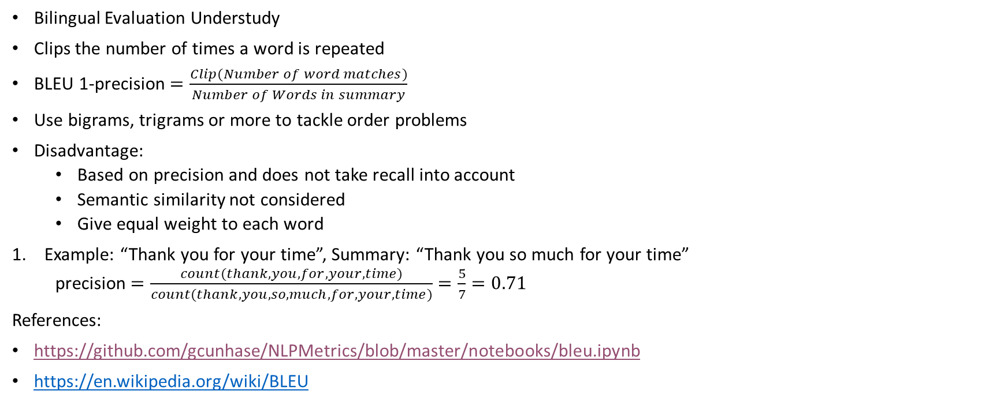 • Bilingual Evaluation Understudy
• Clips the number of times a word is repeated
• BLEU 1-precision = Clip(Number of word matches) / Number of Words in summary
• Use bigrams, trigrams or more to tackle order problems
• Disadvantage:
• Based on precision and does not take recall into account
• Semantic similarity not considered
• Give equal weight to each word
1. Example: “Thank you for your time”, Summary: “Thank you so much for your time”
precision = count(thank,you,for,your,time) / count(thank,you,so,much,for,your,time) = 5/7 = 0.71
References:
• https://github.com/gcunhase/NLPMetrics/blob/master/notebooks/bleu.ipynb
• https://en.wikipedia.org/wiki/BLEU